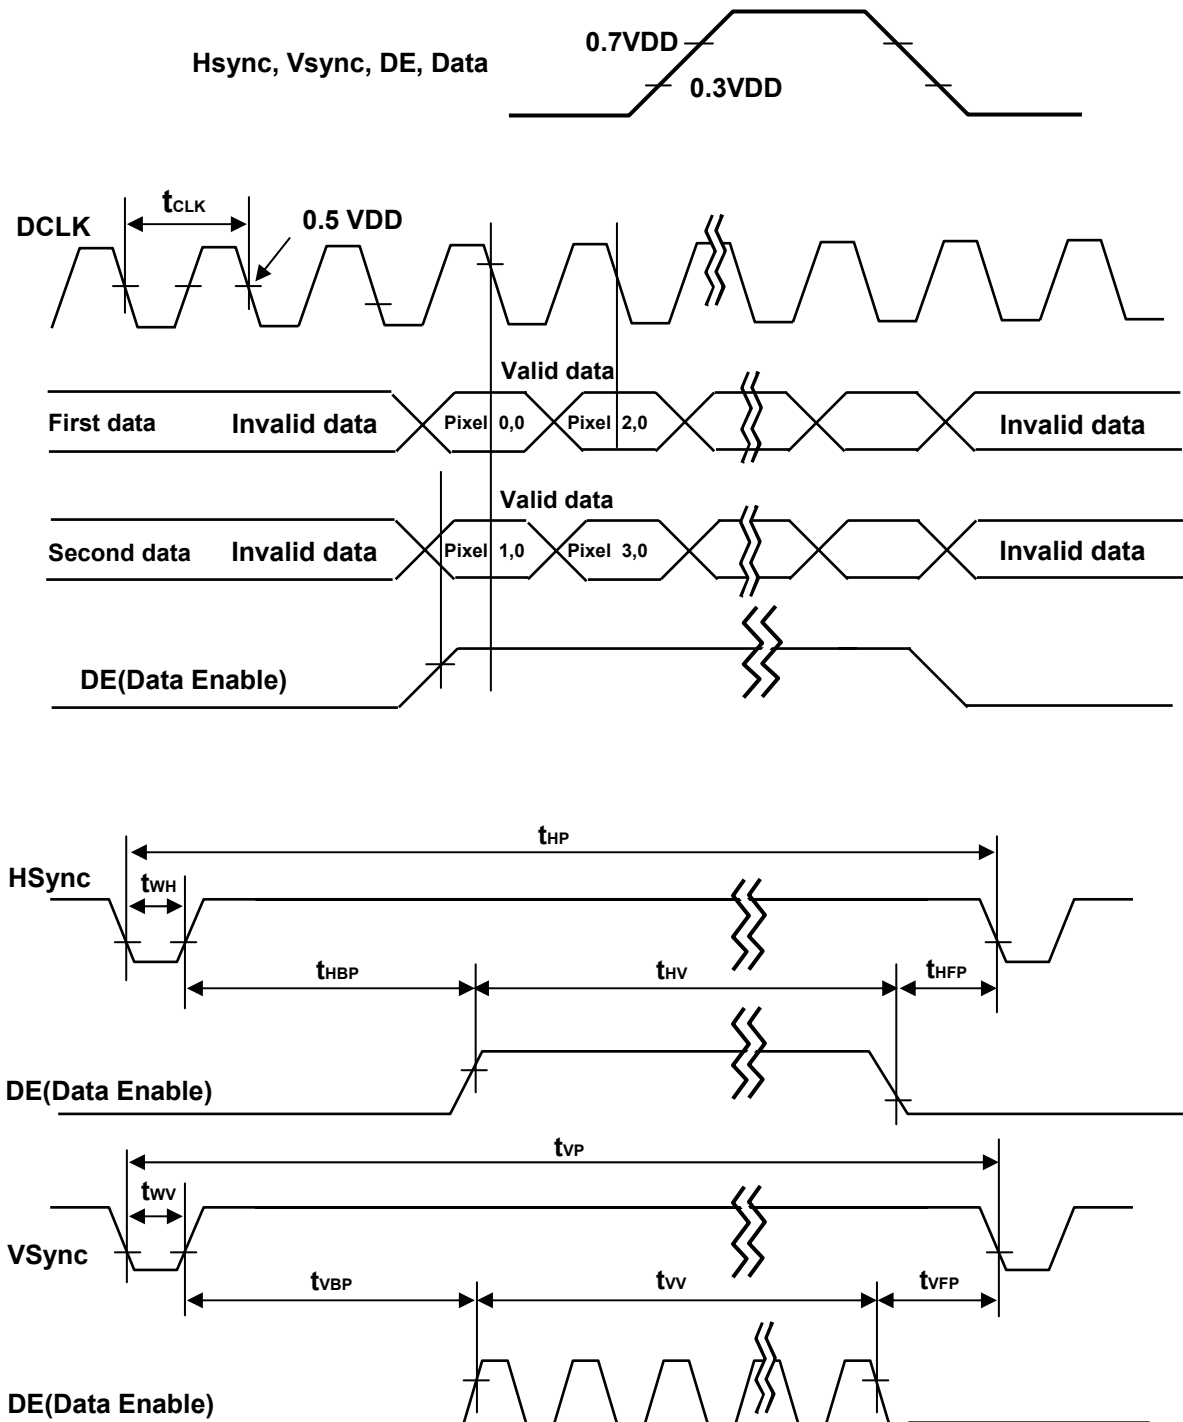 Hsync, Vsync, DE, Data
0.7VDD
0.3VDD
tCLK
DCLK
0.5 VDD
Valid data
First data
Invalid data
Pixel 0,0
Pixel 2,0
Invalid data
Valid data
Second data
Invalid data
Pixel 1,0
Pixel 3,0
Invalid data
DE(Data Enable)
tHP
HSync
tWH
tHBP
tHV
tHFP
DE(Data Enable)
tVP
tWV
VSync
tVBP
tVV
tVFP
DE(Data Enable)